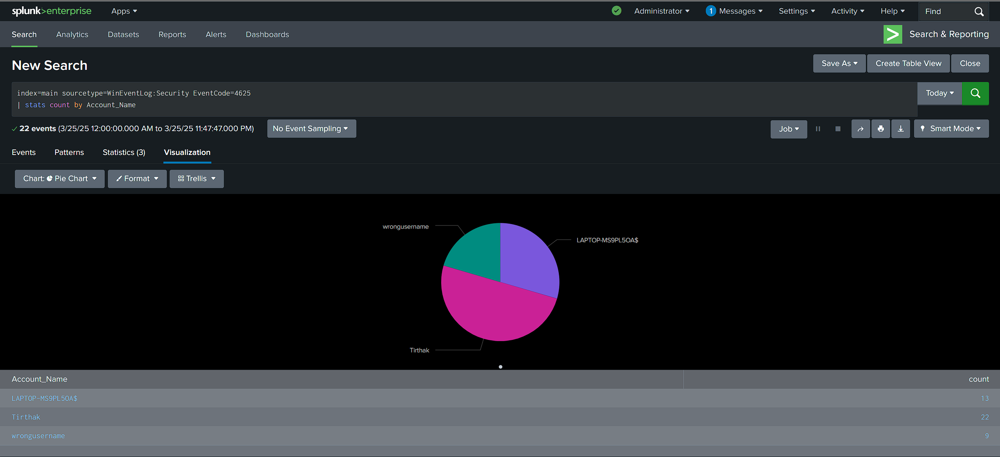 splunk>enterprise Apps Administrator 1 Messages Settings Activity Help Find
Search Analytics Datasets Reports Alerts Dashboards Search & Reporting
New Search Save As Create Table View Close
index=main sourcetype=WinEventLog:Security EventCode=4625 Today
| stats count by Account_Name
22 events (3/25/25 12:00:00.000 AM to 3/25/25 11:47:47.000 PM) No Event Sampling Job Smart Mode
Events Patterns Statistics (3) Visualization
Chart: Pie Chart Format Trellis
wrongusername
LAPTOP-MS9PL5OA$
Tirthak
Account_Name count
LAPTOP-MS9PL5OA$ 13
Tirthak 22
wrongusername 9